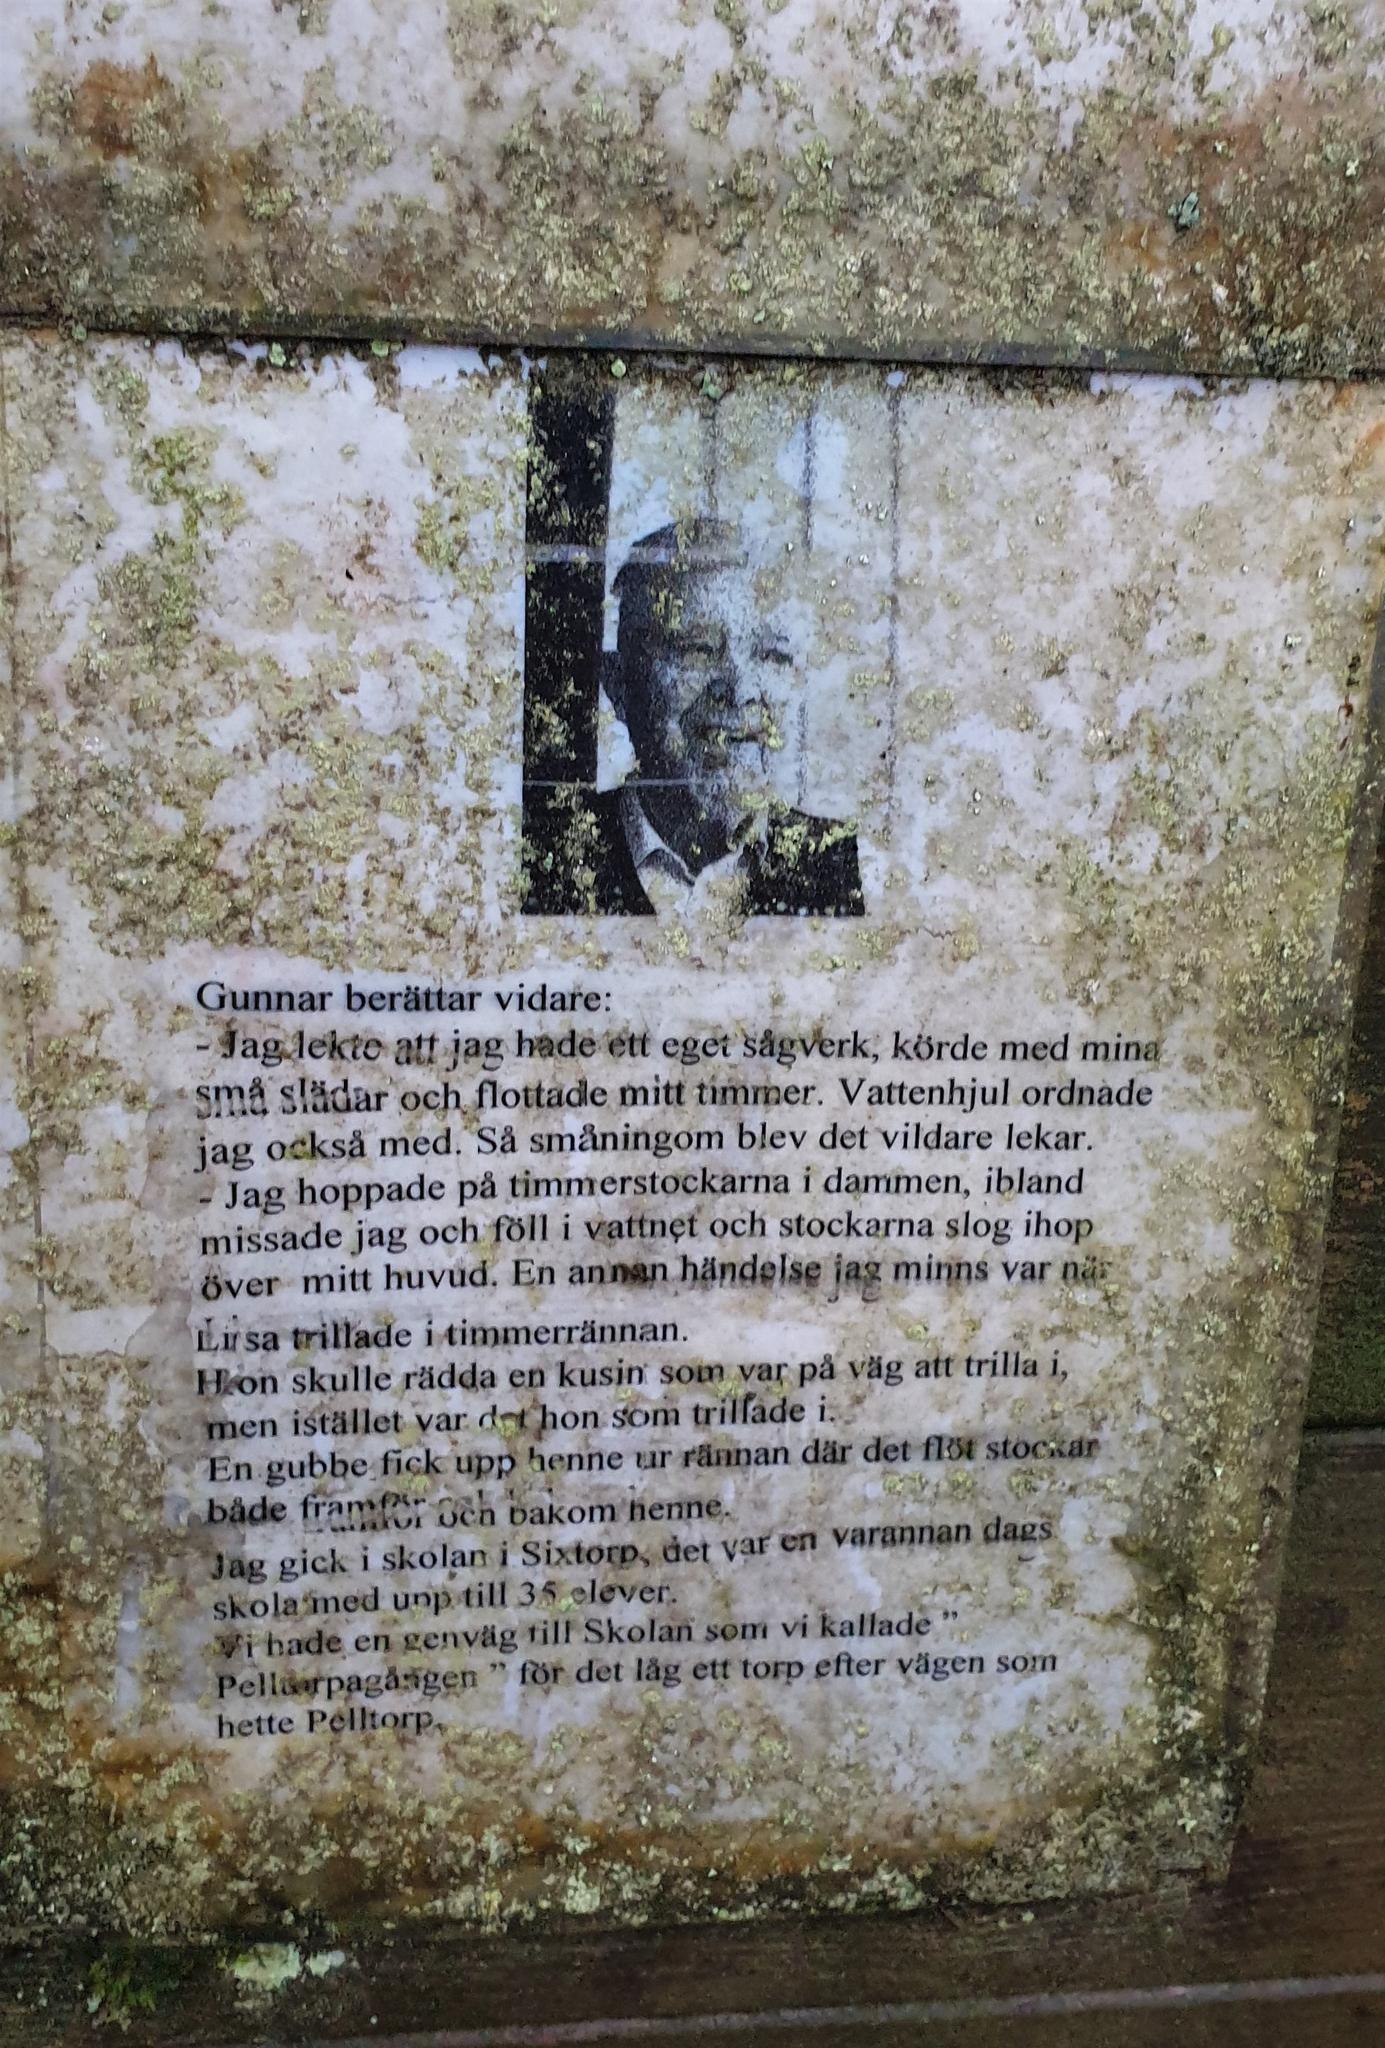 Gunnar berättar vidare:
- Jag lekte att jag hade ett eget sågverk, körde med mina
små slädar och flottade mitt timmer. Vattenhjul ordnade
jag också med. Så småningom blev det vildare lekar.
- Jag hoppade på timmerstockarna i dammen, ibland
missade jag och föll i vattnet och stockarna slog ihop
över mitt huvud. En annan händelse jag minns var när
trillade i timmerrännan.
Hon skulle rädda en kusin som var på väg att trilla i,
men istället var det hon som trillade i.
En gubbe fick upp henne ur rännan där det flöt stockar
både framför och bakom henne.
Jag gick i skolan i Sixtorp, det var en varannan dags
skola med upp till 35 elever.
Vi hade en genväg till Skolan som vi kallade ”
Pelltorpagången ” för det låg ett torp efter vägen som
hette Pelltorp.